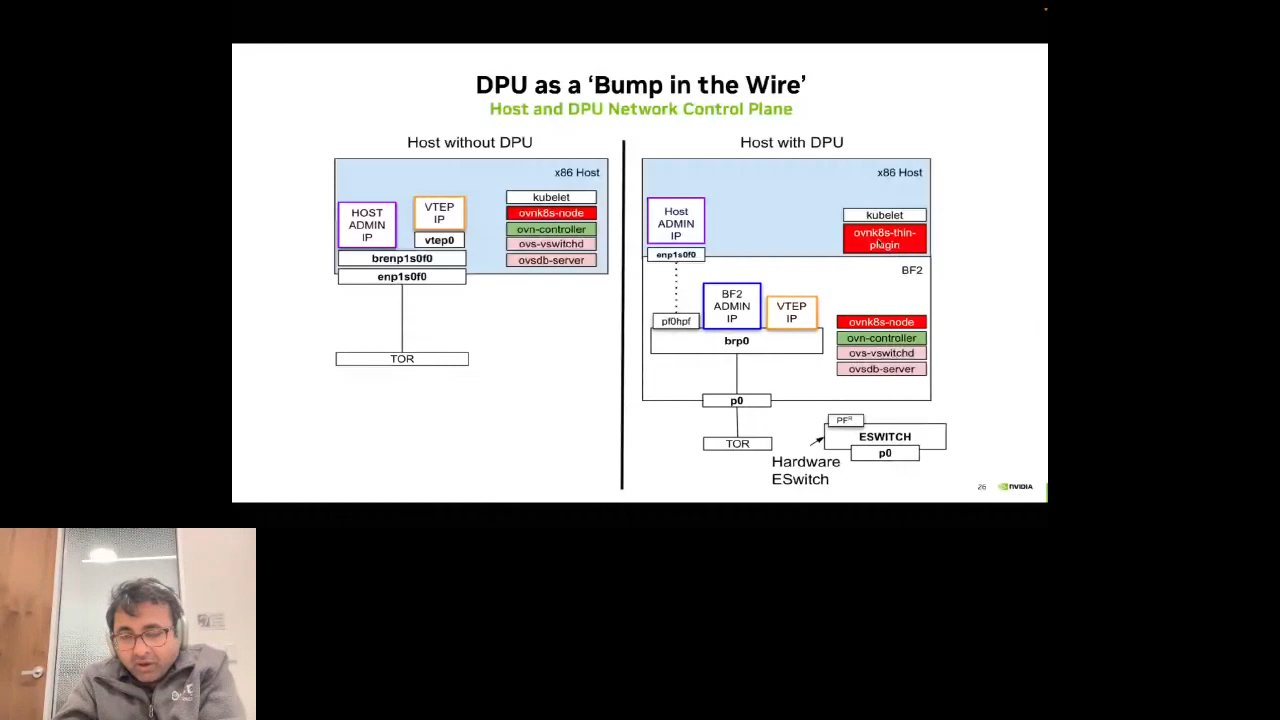 DPU as a ‘Bump in the Wire’
Host and DPU Network Control Plane
Host without DPU
x86 Host
HOST
ADMIN
IP
VTEP
IP
vtep0
brenp1s0f0
enp1s0f0
kubelet
ovnk8s-node
ovn-controller
ovs-vswitchd
ovsdb-server
TOR
Host with DPU
x86 Host
Host
ADMIN
IP
enp1s0f0
kubelet
ovnk8s-thin-
plugin
BF2
pf0hpf
BF2
ADMIN
IP
VTEP
IP
brp0
ovnk8s-node
ovn-controller
ovs-vswitchd
ovsdb-server
p0
TOR
PFᴿ
ESWITCH
p0
Hardware
ESwitch
26
NVIDIA